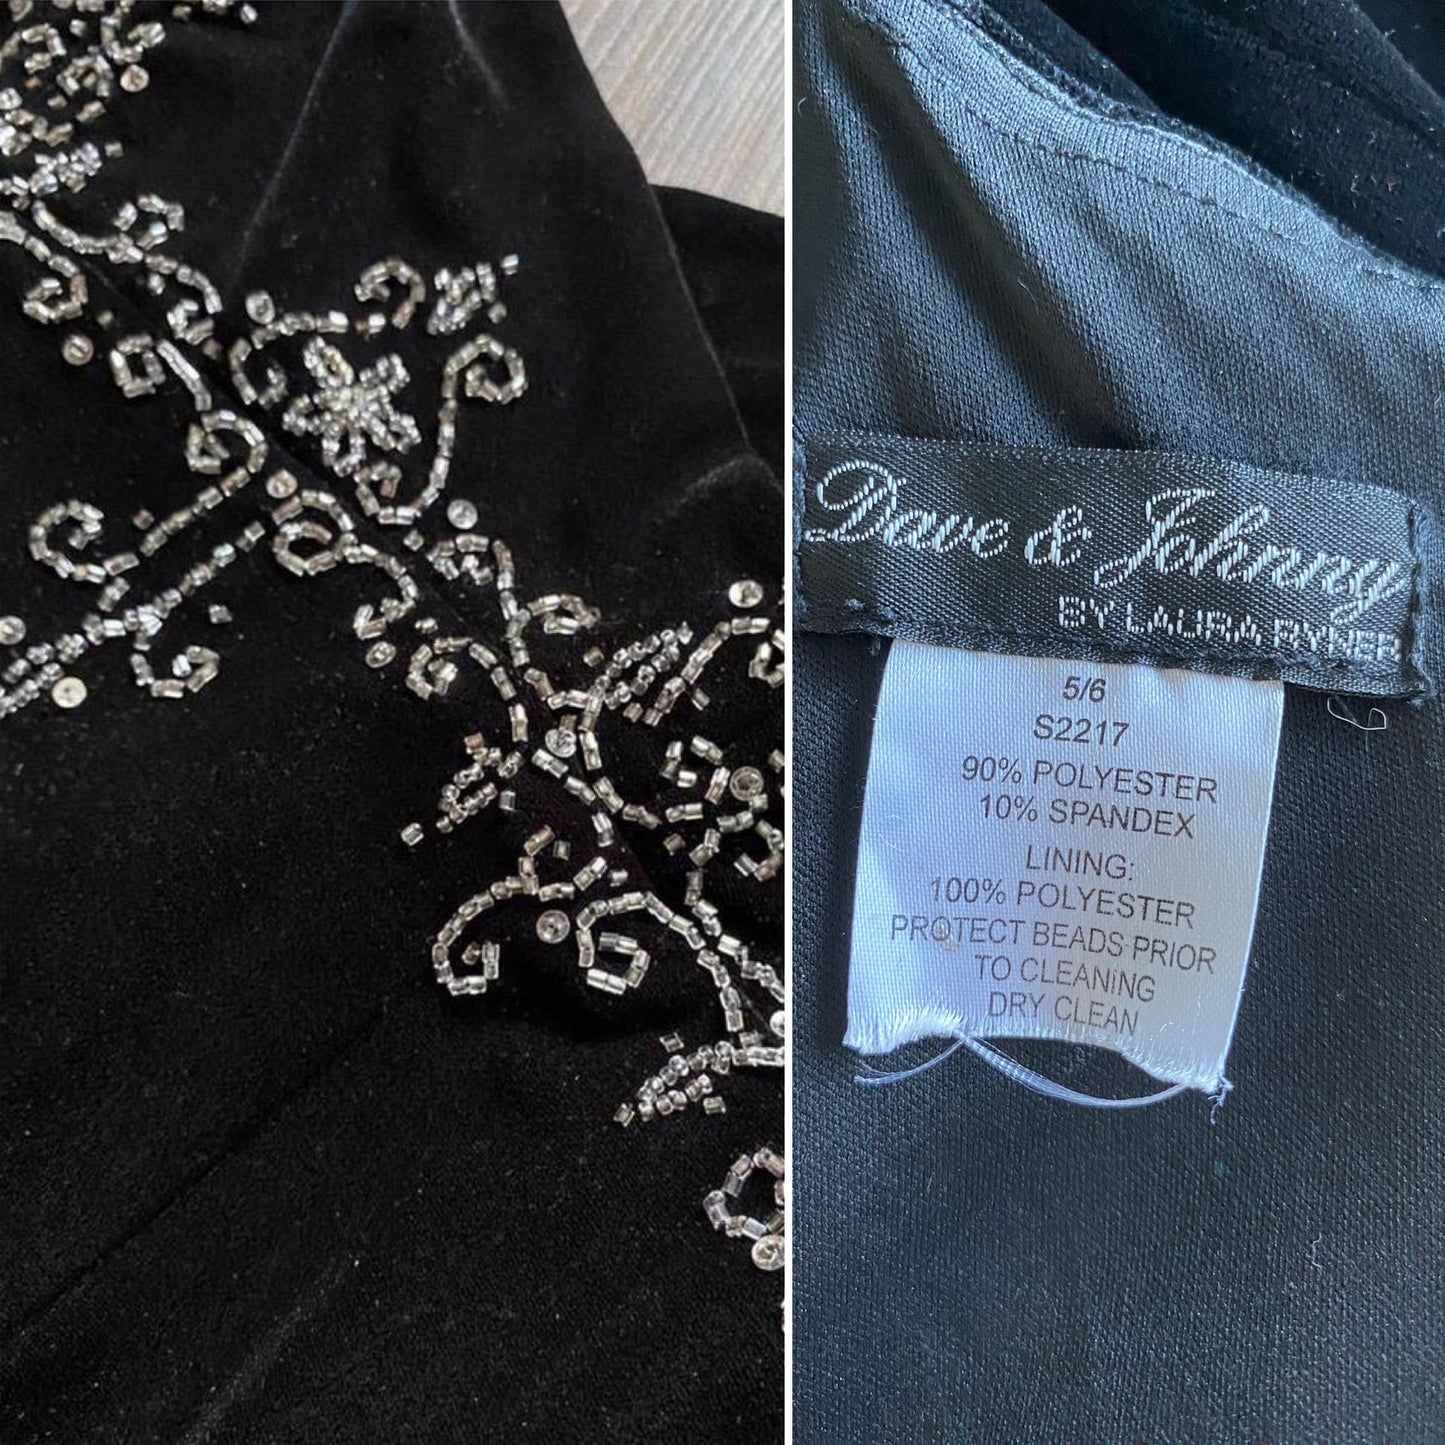 Dave & Johnny
BY LAURA RYNER
5/6
S2217
90% POLYESTER
10% SPANDEX
LINING:
100% POLYESTER
PROTECT BEADS PRIOR
TO CLEANING
DRY CLEAN